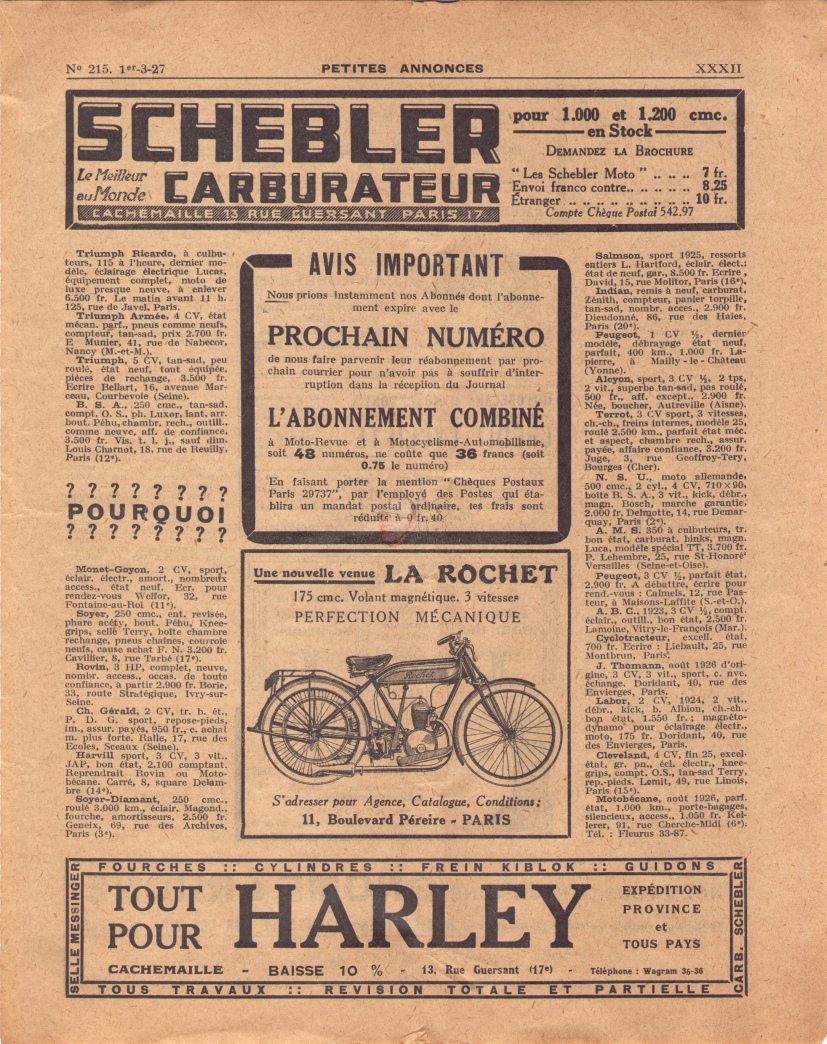 Nº 215. 1er-3-27
PETITES ANNONCES
XXXII
SCHEBLER
Le Meilleur
au Monde
CARBURATEUR
CACHEMAILLE 13 RUE GUERSANT PARIS 17
pour 1.000 et 1.200 cmc.
en Stock
DEMANDEZ LA BROCHURE
" Les Schebler Moto " .. .. .. 7 fr.
Envoi franco contre.. .. .. .. 8.25
Étranger .. .. .. .. .. .. .. .. 10 fr.
Compte Chèque Postal 542.97
Triumph Ricardo, à culbu-
teurs, 115 à l'heure, dernier mo-
dèle, éclairage électrique Lucas,
équipement complet, moto de
luxe presque neuve, à enlever
6.500 fr. Le matin avant 11 h.
125, rue de Javel, Paris.
Triumph Armée, 4 CV, état
mécan. parf., pneus comme neufs,
compteur, tan-sad, prix 2.700 fr.
E Munier, 41, rue de Nabecor,
Nancy (M.-et-M.).
Triumph, 5 CV, tan-sad, peu
roulé, état neuf, tout équipée,
pièces de rechange, 3.500 fr.
Ecrire Bellart, 16, avenue Mar-
ceau, Courbevoie (Seine).
B. S. A., 250 cmc., tan-sad,
compt. O. S., ph. Luxor, lant. arr.
bout. Péhu, chambr. rech., outill.,
comme neuve, aff. de confiance,
3.500 fr. Vis. t. l. j., sauf dim.
Louis Charnot, 18, rue de Reuilly,
Paris (12e).
? ? ? ? ? ? ? ?
POURQUOI
? ? ? ? ? ? ? ?
Monet-Goyon, 2 CV, sport,
éclair. électr., amort., nombreux
access., état neuf. Ecr. pour
rendez-vous Welfor, 32, rue
Fontaine-au-Roi (11e).
Soyer, 250 cmc., ent. revisée,
phare acéty, bout. Péhu, Knee-
grips, selle Terry, boîte chambre
rechange, pneus chaînes, courroie
neufs, cause achat F. N. 3.200 fr.
Cavillier, 8, rue Tarbé (17e).
Rovin, 3 HP, complet, neuve,
nombr. access., occas. de toute
confiance, à partir 2.900 fr. Borie,
33, route Stratégique, Ivry-sur-
Seine.
Ch. Gérald, 2 CV, tr. b. ét.,
P. D. G. sport, repose-pieds,
im., assur. payés, 950 fr., c. achat
m. plus forte. Ralle, 17, rue des
Ecoles, Sceaux (Seine).
Harvill sport, 3 CV, 3 vit.,
JAP, bon état, 2.100 comptant.
Reprendrait Rovin ou Moto-
bécane. Carré, 8, square Delam-
bre (14e).
Soyer-Diamant, 250 cmc.,
roulé 3.000 km., éclair. Magond.,
fourche, amortisseurs, 2.500 fr.
Geneix, 69, rue des Archives,
Paris (3e).
AVIS IMPORTANT
Nous prions instamment nos Abonnés dont l'abonne-
ment expire avec le
PROCHAIN NUMÉRO
de nous faire parvenir leur réabonnement par pro-
chain courrier pour n'avoir pas à souffrir d'inter-
ruption dans la réception du Journal
L'ABONNEMENT COMBINÉ
à Moto-Revue et à Motocyclisme-Automobilisme,
soit 48 numéros, ne coûte que 36 francs (soit
0.75 le numéro)
En faisant porter la mention "Chèques Postaux
Paris 29737", par l'employé des Postes qui éta-
blira un mandat postal ordinaire, les frais sont
réduits à 0 fr. 40
Une nouvelle venue LA ROCHET
175 cmc. Volant magnétique. 3 vitesses
PERFECTION MÉCANIQUE
Rochet
S'adresser pour Agence, Catalogue, Conditions:
11, Boulevard Péreire - PARIS
Salmson, sport 1925, ressorts
entiers L. Hartford, éclair. élect.:
état de neuf, gar., 8.500 fr. Ecrire,
David, 15, rue Molitor, Paris (16e).
Indian, remis à neuf, carburat.
Zénith, compteur, panier torpille,
tan-sad, nombr. acces., 2.900 fr.
Dieudonné, 86, rue des Haies,
Paris (20e).
Peugeot, 1 CV ½, dernier
modèle, débrayage état neuf,
parfait, 400 km., 1.000 fr. La-
pierre, à Mailly-le-Château
(Yonne).
Alcyon, sport, 3 CV ½, 2 tps,
2 vit., superbe tan-sad, pas roulé,
500 fr., aff. except., 2.900 fr.
Née, boucher, Autreville (Aisne).
Terrot, 3 CV sport, 3 vitesses,
ch.-ch., freins internes, modèle 25,
roulé 2.500 km., parfait état méc.
et aspect, chambre rech., assur.
payée, affaire confiance, 3.200 fr.
Juge, 3, rue Geoffroy-Tery,
Bourges (Cher).
N. S. U., moto allemande,
500 cmc., 2 cyl., 4 CV, 710×90,
boîte B. S. A., 3 vit., kick, débr.,
magn. Bosch, marche garantie.
2.000 fr. Delmotte, 14, rue Demar-
quay, Paris (2e).
A. M. S. 350 à culbuteurs, tr.
bon état, carburat. binks, magn.
Luca, modèle spécial TT, 3.700 fr.
P. Lehembre, 25, rue St-Honoré
Versailles (Seine-et-Oise).
Peugeot, 3 CV ½, parfait état,
2.900 fr. A débattre, écrire pour
rend.-vous : Calmels, 12, rue Pas-
teur, à Maisons-Laffite (S.-et-O.).
A. B. C., 1923, 3 CV ½, compt.
éclair., outill., bon état, 2.500 fr.
Lamoine, Vitry-le-François (Mar.).
Cyclotracteur, excell. état,
700 fr. Ecrire : Liebault, 25, rue
Montbrun, Paris.
J. Thomann, août 1926 d'ori-
gine, 3 CV, 3 vit., sport, c. nve.
échange. Doridant, 40, rue des
Envierges, Paris.
Labor, 2 CV, 1924, 2 vit.,
débr., kick, b. Albion, ch.-ch.,
bon état, 1.550 fr.; magnéto-
dynamo pour éclairage électr.,
moto, 175 fr. Doridant, 40, rue
des Envierges, Paris.
Cleveland, 4 CV, fin 25, excel-
état, gr. pn., écl. électr., knee-
grips, compt. O.S., tan-sad Terry,
rep.-pieds. Lemit, 49, rue Linois,
Paris (15e).
Motobécane, août 1926, parf.
état, 1.000 km., porte-bagages,
silencieux, access., 1.050 fr. Kel-
lerer, 91, rue Cherche-Midi (6e).
Tél. : Fleurus 33-87.
FOURCHES :: CYLINDRES :: FREIN KIBLOK :: GUIDONS
SELLE MESSINGER
TOUT
POUR
HARLEY
EXPÉDITION
PROVINCE
et
TOUS PAYS
CACHEMAILLE - BAISSE 10 % - 13, Rue Guersant (17e) - Téléphone : Wagram 36-36
CARB. SCHEBLER
TOUS TRAVAUX :: REVISION TOTALE ET PARTIELLE